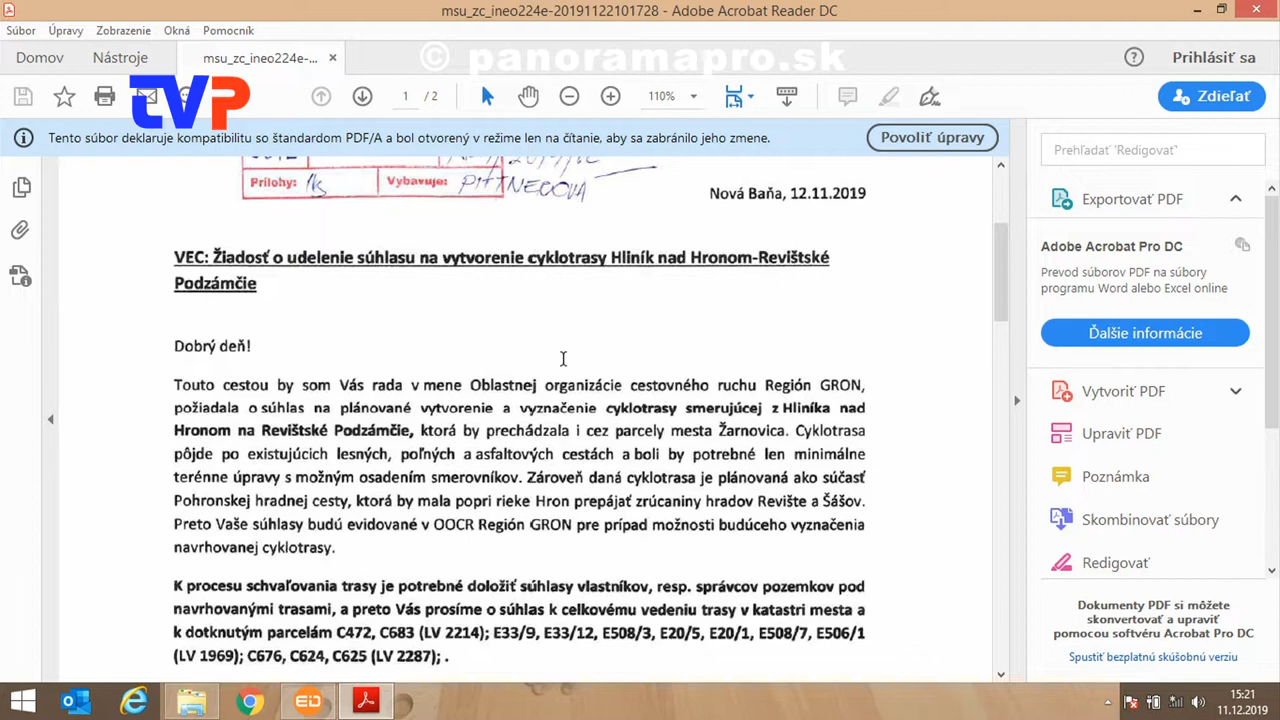 msu_zc_ineo224e-20191122101728 - Adobe Acrobat Reader DC
Súbor Úpravy Zobrazenie Okná Pomocník
© panoramapro.sk
Domov Nástroje msu_zc_ineo224e-... × Prihlásiť sa
TVP
1 / 2 110% Zdieľať
Tento súbor deklaruje kompatibilitu so štandardom PDF/A a bol otvorený v režime len na čítanie, aby sa zabránilo jeho zmene. Povoliť úpravy
Prílohy: Vybavuje: PITTNEROVÁ
Nová Baňa, 12.11.2019
VEC: Žiadosť o udelenie súhlasu na vytvorenie cyklotrasy Hliník nad Hronom-Revištské
Podzámčie
Dobrý deň!
Touto cestou by som Vás rada v mene Oblastnej organizácie cestovného ruchu Región GRON,
požiadala o súhlas na plánované vytvorenie a vyznačenie cyklotrasy smerujúcej z Hliníka nad
Hronom na Revištské Podzámčie, ktorá by prechádzala i cez parcely mesta Žarnovica. Cyklotrasa
pôjde po existujúcich lesných, poľných a asfaltových cestách a boli by potrebné len minimálne
terénne úpravy s možným osadením smerovníkov. Zároveň daná cyklotrasa je plánovaná ako súčasť
Pohronskej hradnej cesty, ktorá by mala popri rieke Hron prepájať zrúcaniny hradov Revište a Šášov.
Preto Vaše súhlasy budú evidované v OOCR Región GRON pre prípad možnosti budúceho vyznačenia
navrhovanej cyklotrasy.
K procesu schvaľovania trasy je potrebné doložiť súhlasy vlastníkov, resp. správcov pozemkov pod
navrhovanými trasami, a preto Vás prosíme o súhlas k celkovému vedeniu trasy v katastri mesta a
k dotknutým parcelám C472, C683 (LV 2214); E33/9, E33/12, E508/3, E20/5, E20/1, E508/7, E506/1
(LV 1969); C676, C624, C625 (LV 2287); .
Prehľadať 'Redigovať'
Exportovať PDF
Adobe Acrobat Pro DC
Prevod súborov PDF na súbory
programu Word alebo Excel online
Ďalšie informácie
Vytvoriť PDF
Upraviť PDF
Poznámka
Skombinovať súbory
Redigovať
Dokumenty PDF si môžete
skonvertovať a upraviť
pomocou softvéru Acrobat Pro DC
Spustiť bezplatnú skúšobnú verziu
15:21
11.12.2019